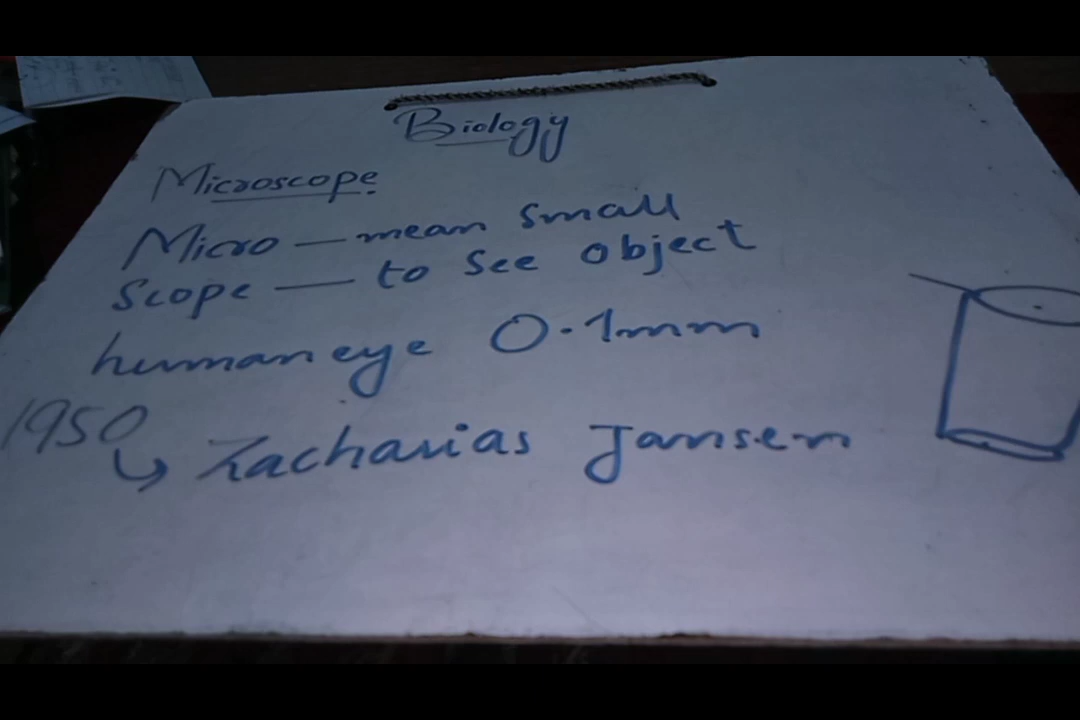 Biology
Microscope
Micro — mean small
Scope — to see object
human eye 0.1mm
1950
↳ Zacharias Jansen